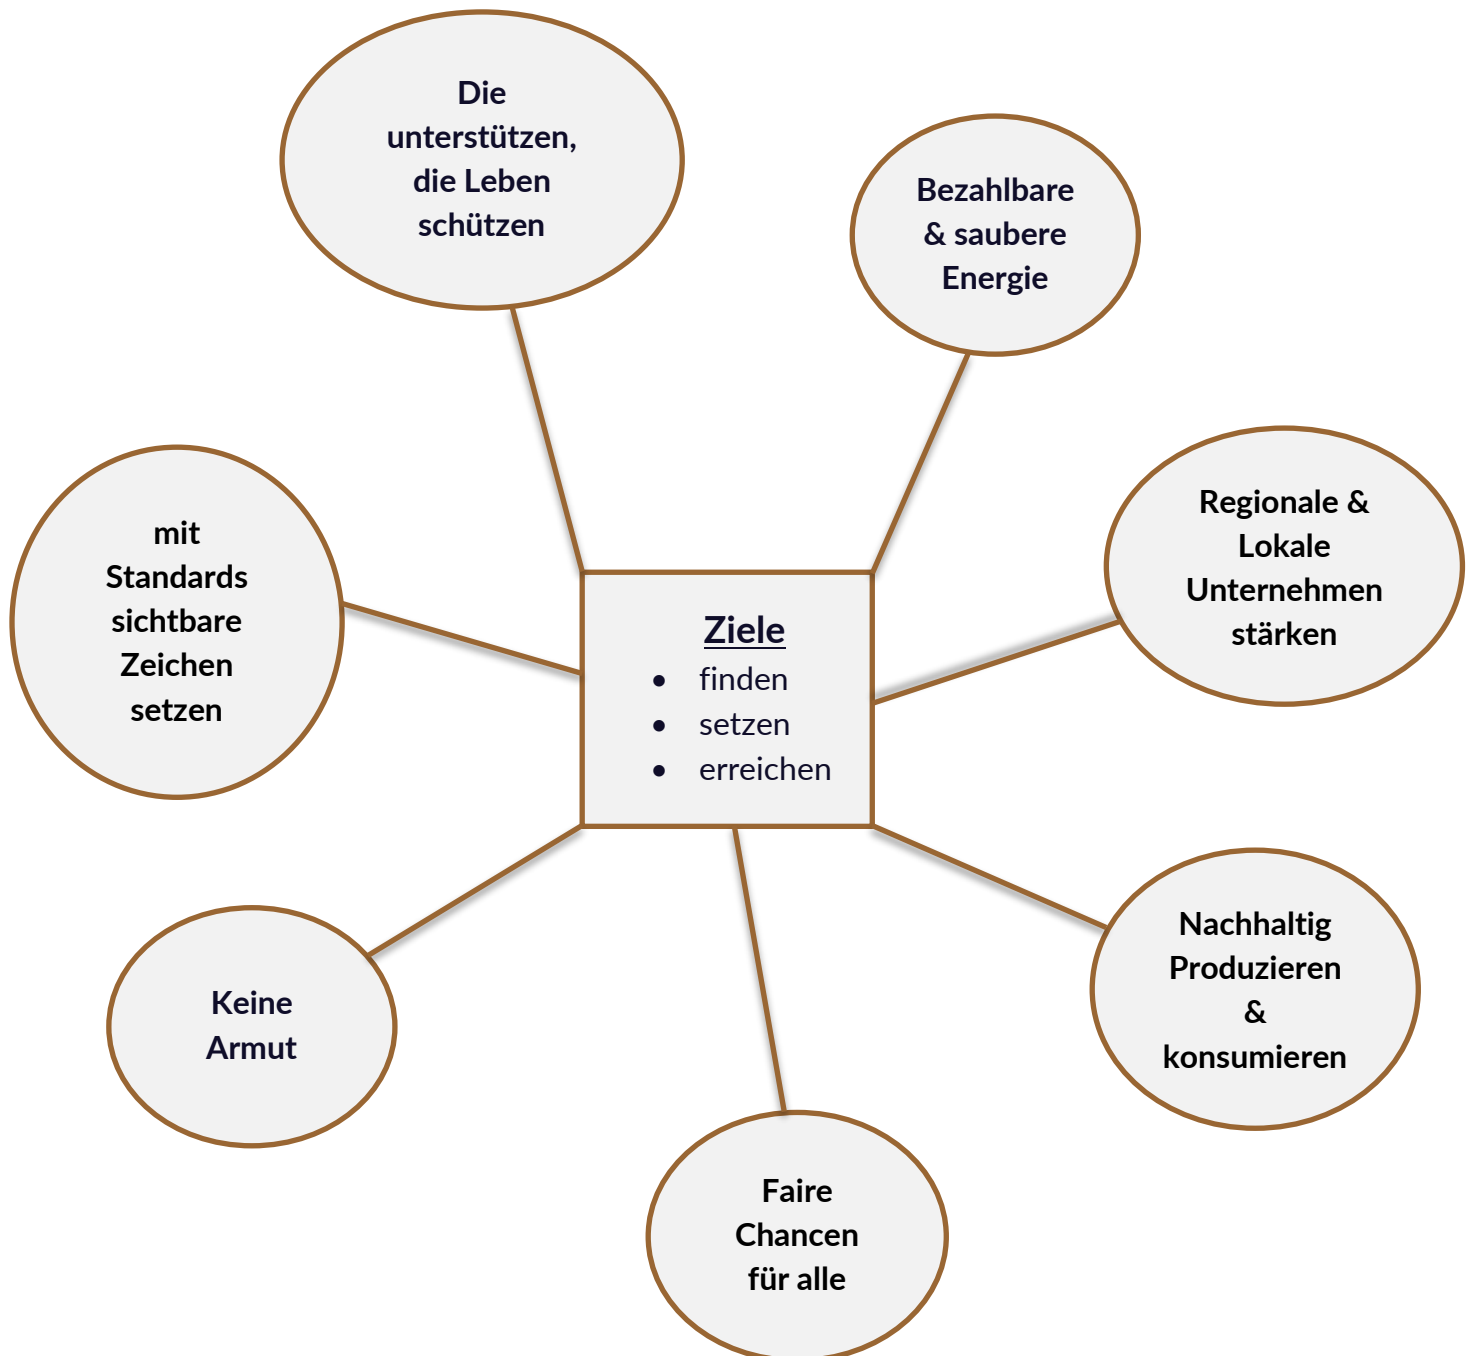 Die
unterstützen,
die Leben
schützen
Bezahlbare
& saubere
Energie
Regionale &
Lokale
Unternehmen
stärken
mit
Standards
sichtbare
Zeichen
setzen
Ziele
• finden
• setzen
• erreichen
Nachhaltig
Produzieren
&
konsumieren
Keine
Armut
Faire
Chancen
für alle